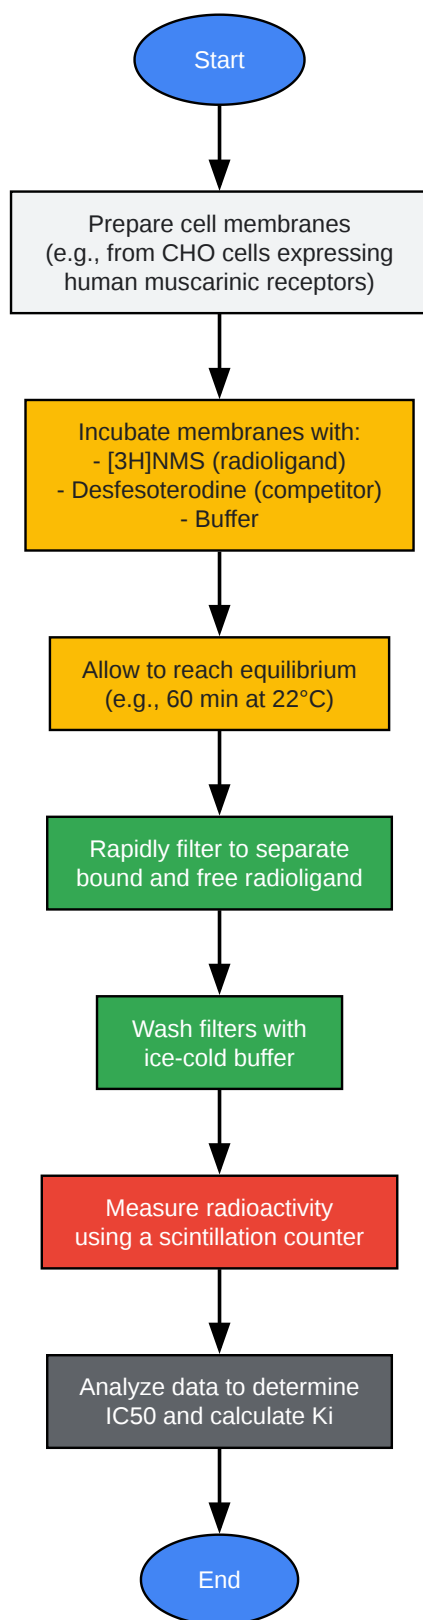 Start
Prepare cell membranes
(e.g., from CHO cells expressing
human muscarinic receptors)
Incubate membranes with:
- [3H]NMS (radioligand)
- Desfesoterodine (competitor)
- Buffer
Allow to reach equilibrium
(e.g., 60 min at 22°C)
Rapidly filter to separate
bound and free radioligand
Wash filters with
ice-cold buffer
Measure radioactivity
using a scintillation counter
Analyze data to determine
IC50 and calculate Ki
End